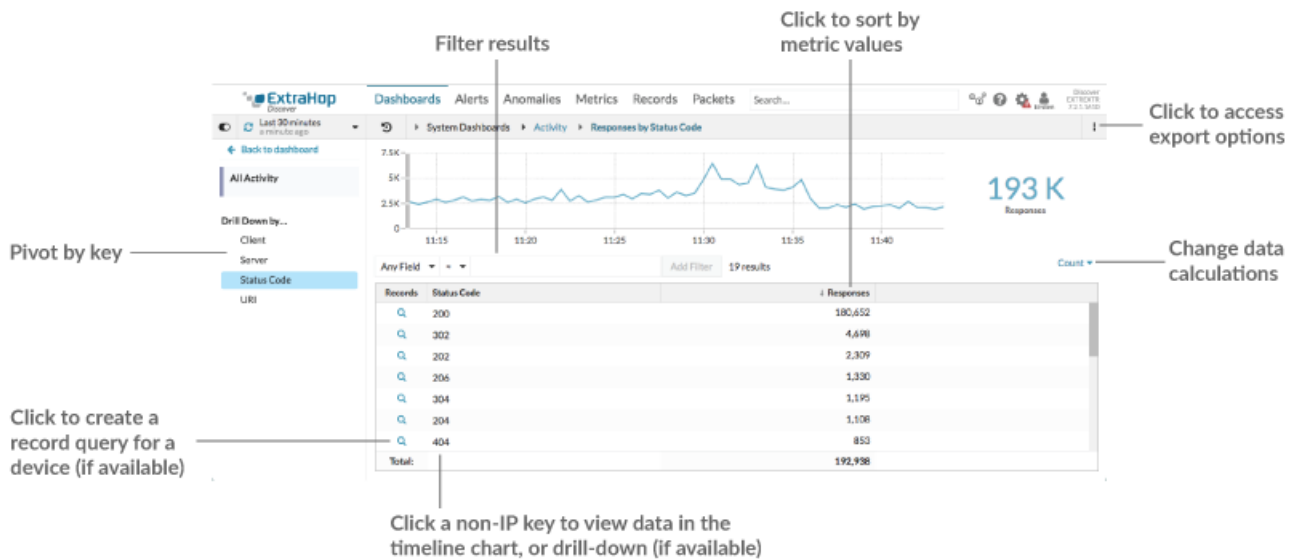 Click to sort by
metric values
Filter results
ExtraHop
Discover
Dashboards Alerts Anomalies Metrics Records Packets Search...
Discover
Last 30 minutes
a minute ago
System Dashboards Activity Responses by Status Code
Click to access
export options
Back to dashboard
All Activity
Drill Down by...
Client
Server
Status Code
URI
Pivot by key
7.5K
5K
2.5K
0
11:15 11:20 11:25 11:30 11:35 11:40
193 K
Responses
Any Field = Add Filter 19 results
Count
Change data
calculations
Records Status Code ↓ Responses
200 180,652
302 4,698
202 2,309
206 1,330
304 1,195
204 1,108
404 853
Total: 192,938
Click to create a
record query for a
device (if available)
Click a non-IP key to view data in the
timeline chart, or drill-down (if available)